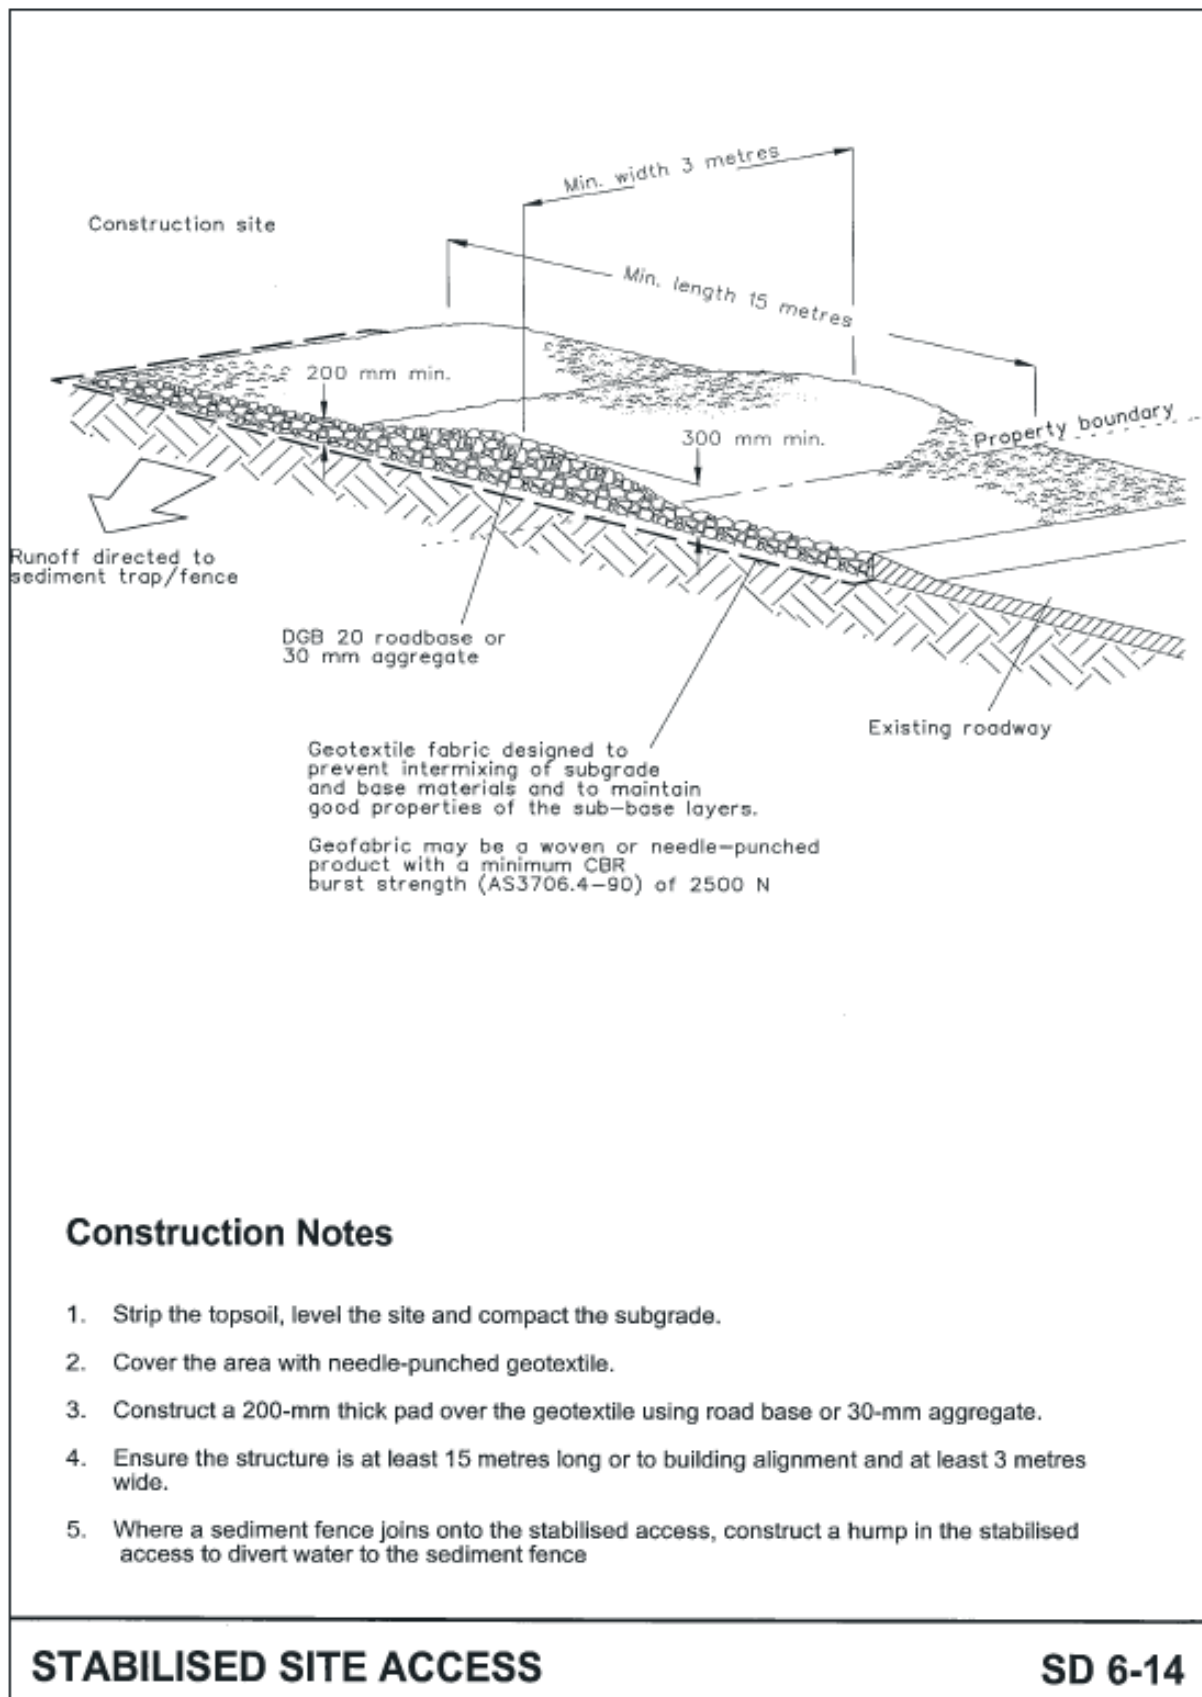 Min. width 3 metres
Construction site
Min. length 15 metres
200 mm min.
Property boundary
300 mm min.
Runoff directed to
sediment trap/fence
DGB 20 roadbase or
30 mm aggregate
Existing roadway
Geotextile fabric designed to
prevent intermixing of subgrade
and base materials and to maintain
good properties of the sub-base layers.
Geofabric may be a woven or needle-punched
product with a minimum CBR
burst strength (AS3706.4-90) of 2500 N
Construction Notes
1. Strip the topsoil, level the site and compact the subgrade.
2. Cover the area with needle-punched geotextile.
3. Construct a 200-mm thick pad over the geotextile using road base or 30-mm aggregate.
4. Ensure the structure is at least 15 metres long or to building alignment and at least 3 metres
wide.
5. Where a sediment fence joins onto the stabilised access, construct a hump in the stabilised
access to divert water to the sediment fence
STABILISED SITE ACCESS
SD 6-14